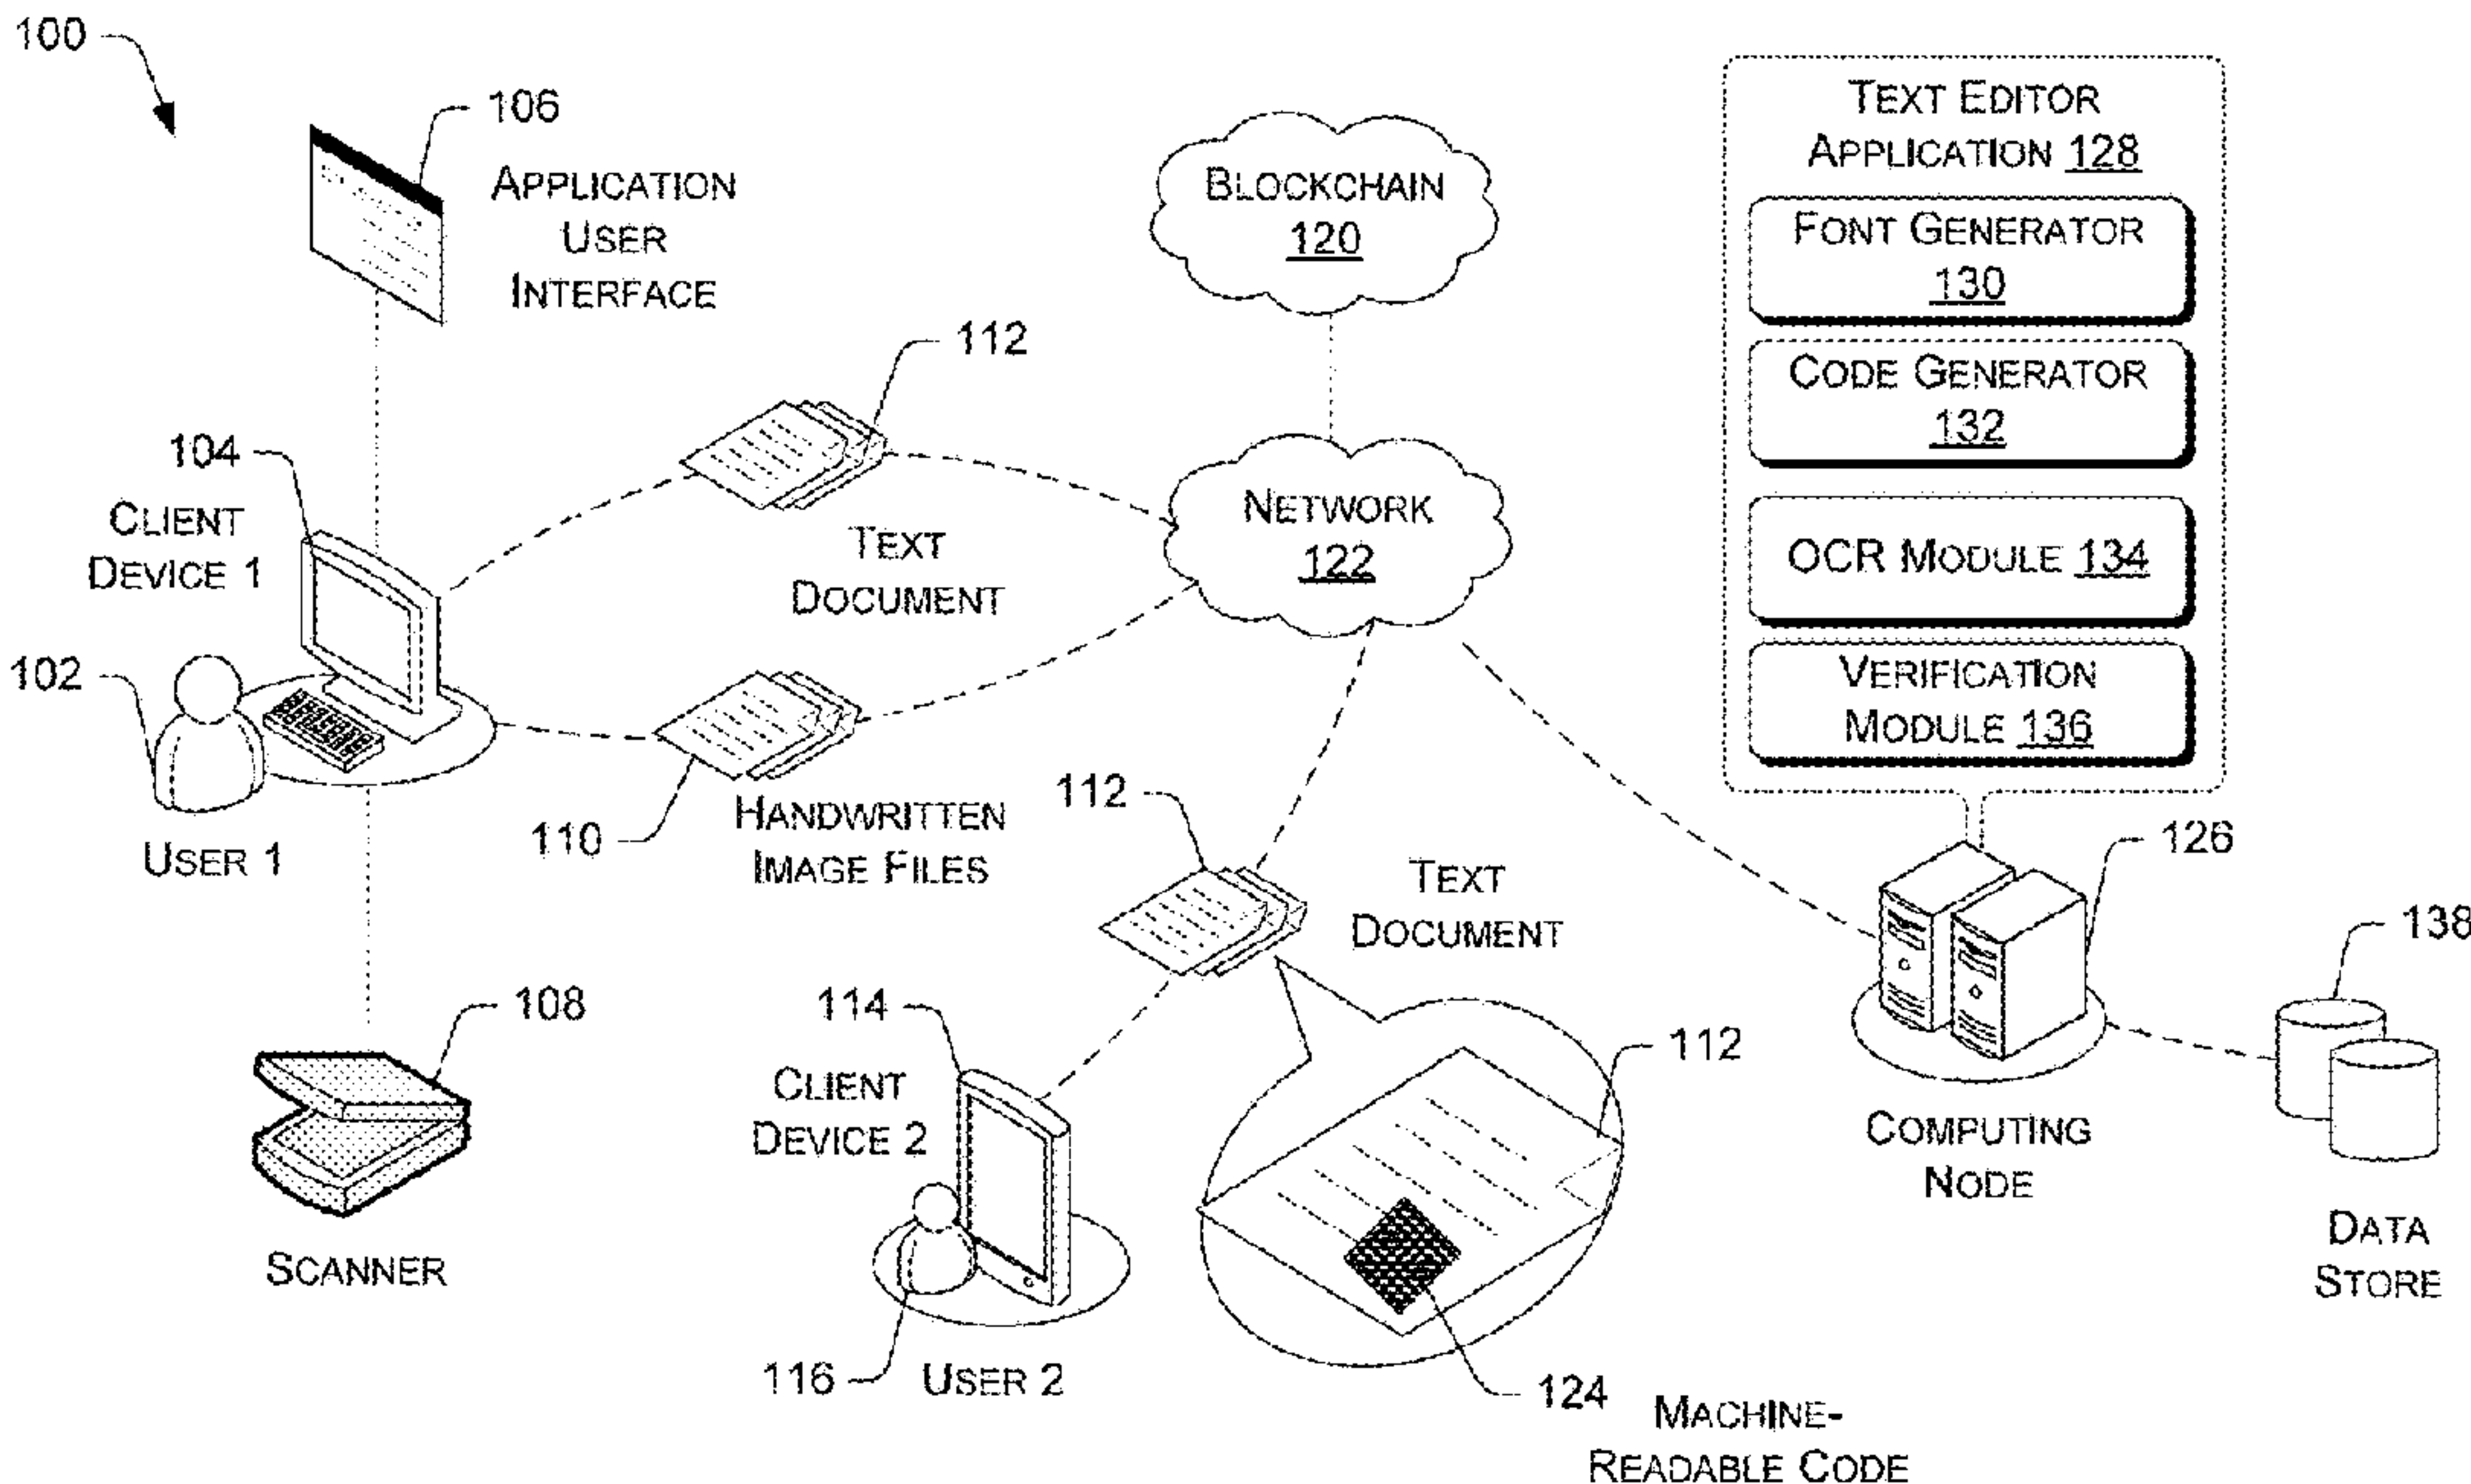 100
106
APPLICATION
USER
INTERFACE
BLOCKCHAIN
120
TEXT EDITOR
APPLICATION 128
FONT GENERATOR
130
CODE GENERATOR
132
OCR MODULE 134
VERIFICATION
MODULE 136
112
TEXT
DOCUMENT
NETWORK
122
104
CLIENT
DEVICE 1
102
USER 1
110
HANDWRITTEN
IMAGE FILES
112
TEXT
DOCUMENT
126
COMPUTING
NODE
138
DATA
STORE
108
SCANNER
114
CLIENT
DEVICE 2
116
USER 2
112
124
MACHINE-
READABLE CODE